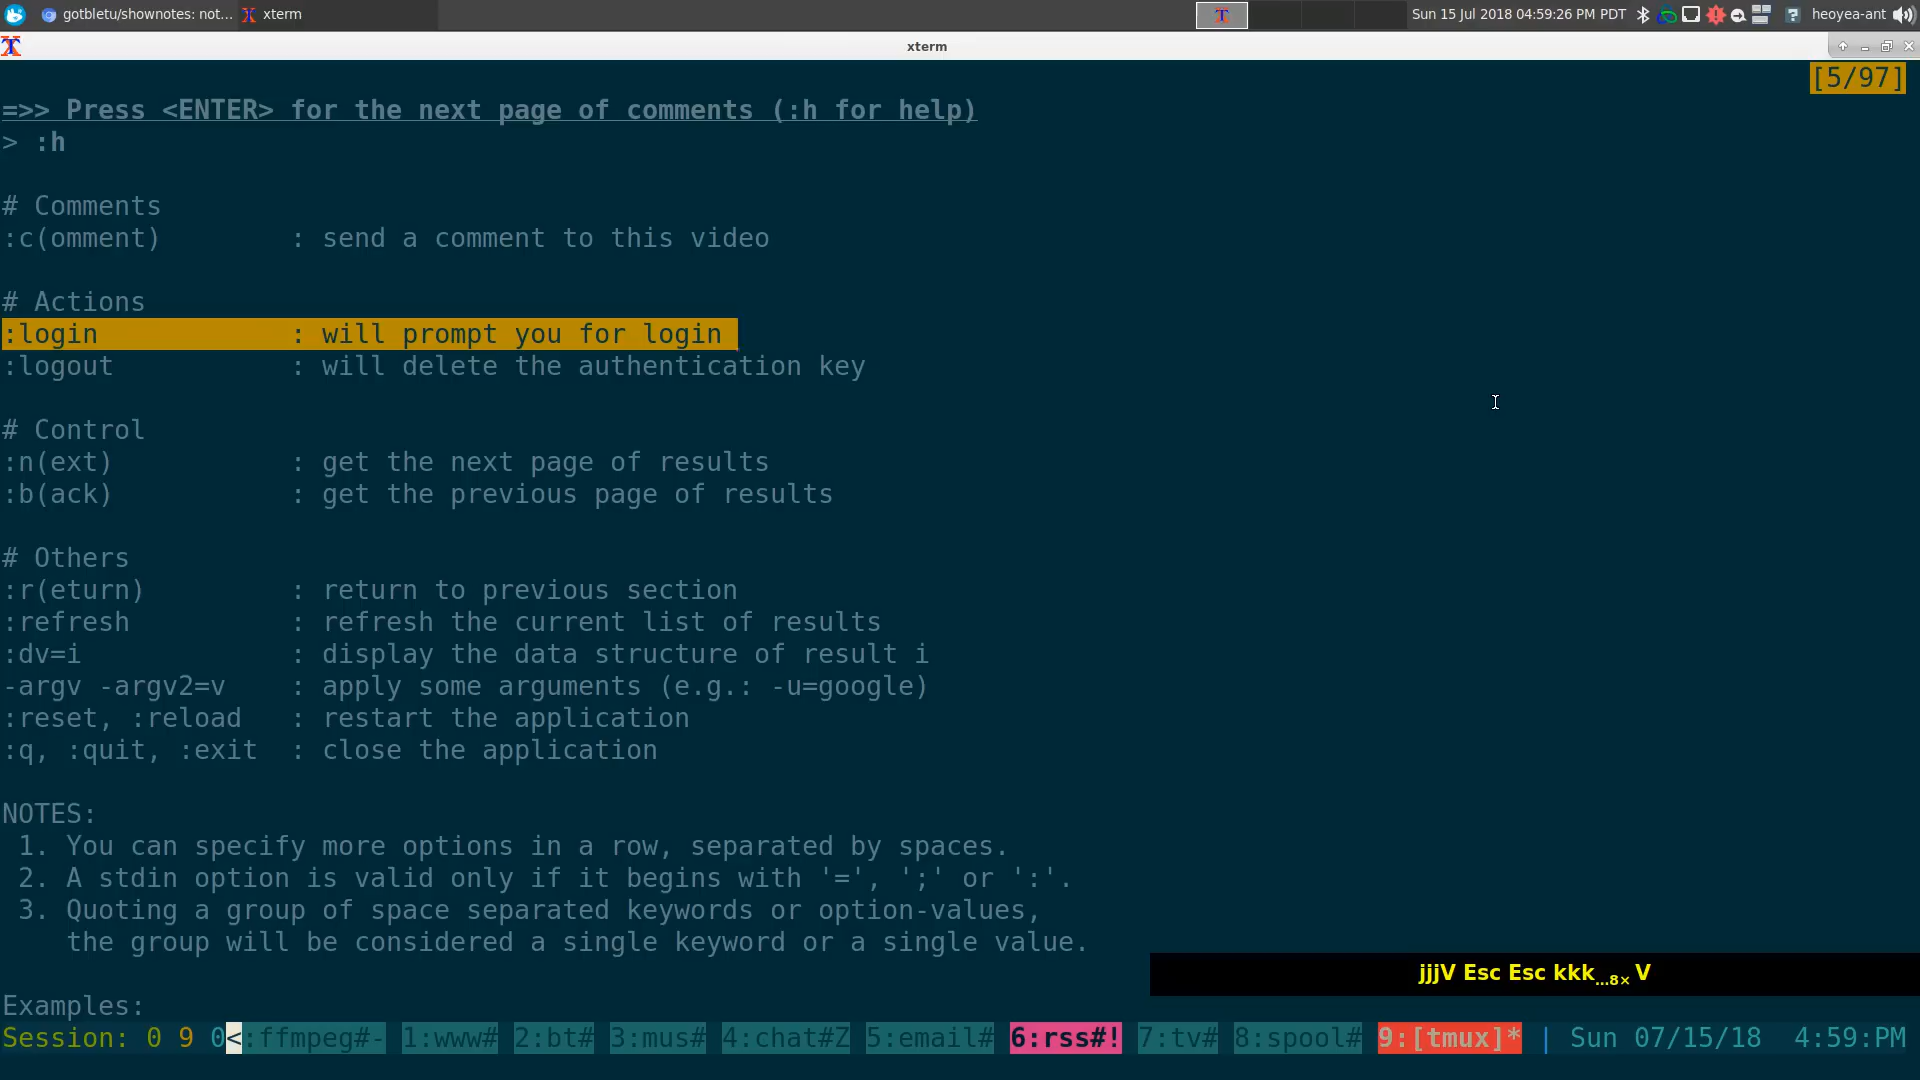 gotbletu/shownotes: not... xterm Sun 15 Jul 2018 04:59:26 PM PDT heoyea-ant
xterm
[5/97]
=>> Press <ENTER> for the next page of comments (:h for help)
> :h
# Comments
:c(omment) : send a comment to this video
# Actions
:login : will prompt you for login
:logout : will delete the authentication key
# Control
:n(ext) : get the next page of results
:b(ack) : get the previous page of results
# Others
:r(eturn) : return to previous section
:refresh : refresh the current list of results
:dv=i : display the data structure of result i
-argv -argv2=v : apply some arguments (e.g.: -u=google)
:reset, :reload : restart the application
:q, :quit, :exit : close the application
NOTES:
1. You can specify more options in a row, separated by spaces.
2. A stdin option is valid only if it begins with '=', ';' or ':'.
3. Quoting a group of space separated keywords or option-values,
the group will be considered a single keyword or a single value.
jjjV Esc Esc kkk...8× V
Examples:
Session: 0 9 0<:ffmpeg#- 1:www# 2:bt# 3:mus# 4:chat#Z 5:email# 6:rss#! 7:tv# 8:spool# 9:[tmux]* | Sun 07/15/18 4:59:PM